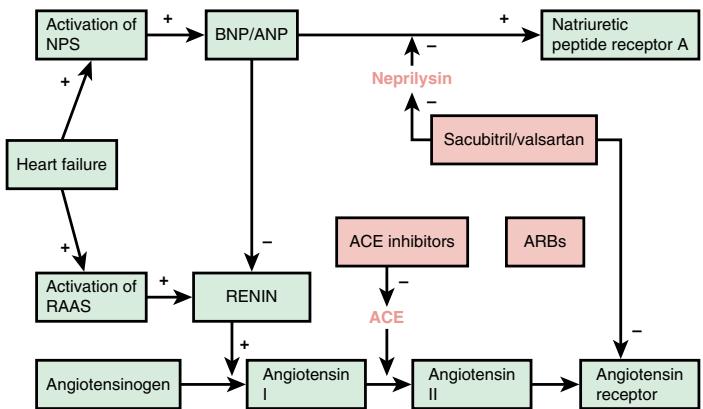 Activation of
NPS
+
BNP/ANP
+
Natriuretic
peptide receptor A
–
Neprilysin
–
+
Sacubitril/valsartan
Heart failure
ACE inhibitors
ARBs
+
–
Activation of
RAAS
+
RENIN
–
ACE
+
–
Angiotensinogen
Angiotensin
I
Angiotensin
II
Angiotensin
receptor